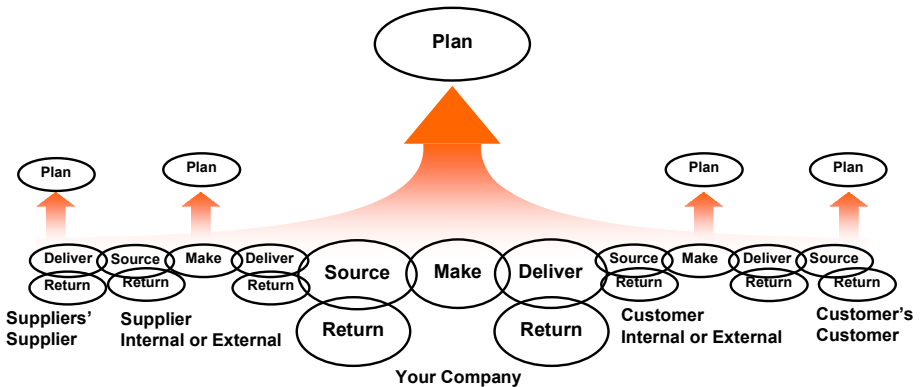 Plan
Plan
Plan
Plan
Plan
Deliver Source Make Deliver Source Make Deliver Source Make Deliver Source
Return Return Return Return Return Return Return Return
Suppliers'
Supplier
Supplier
Internal or External
Customer
Internal or External
Customer's
Customer
Your Company